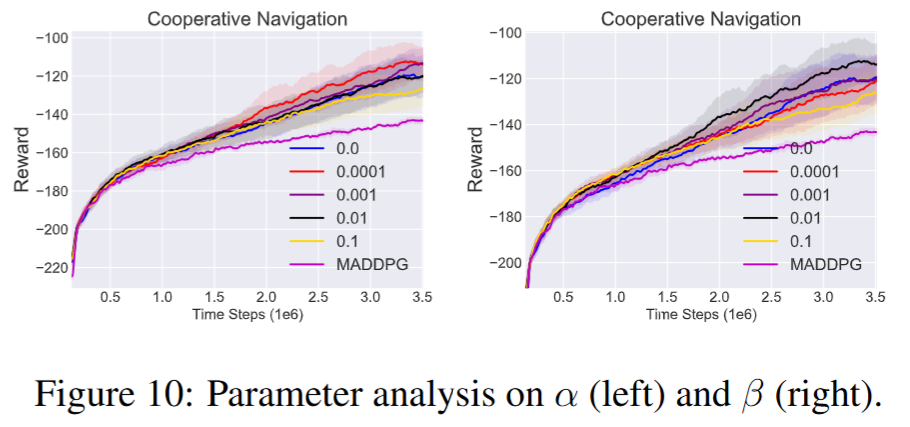 Cooperative Navigation
Reward
−100
−120
−140
−160
−180
−200
−220
0.5 1.0 1.5 2.0 2.5 3.0 3.5
Time Steps (1e6)
0.0
0.0001
0.001
0.01
0.1
MADDPG
Cooperative Navigation
Reward
−100
−120
−140
−160
−180
−200
0.5 1.0 1.5 2.0 2.5 3.0 3.5
Time Steps (1e6)
0.0
0.0001
0.001
0.01
0.1
MADDPG
Figure 10: Parameter analysis on α (left) and β (right).